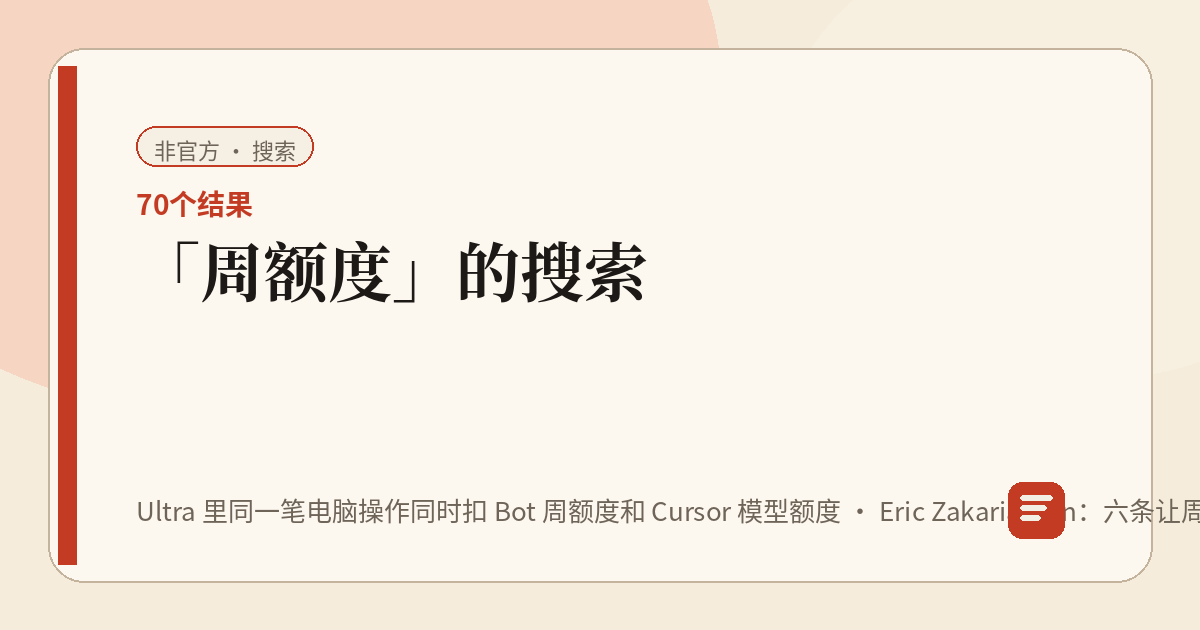 非官方 · 搜索
70个结果
「周额度」的搜索
Ultra 里同一笔电脑操作同时扣 Bot 周额度和 Cursor 模型额度 · Eric : 六条让